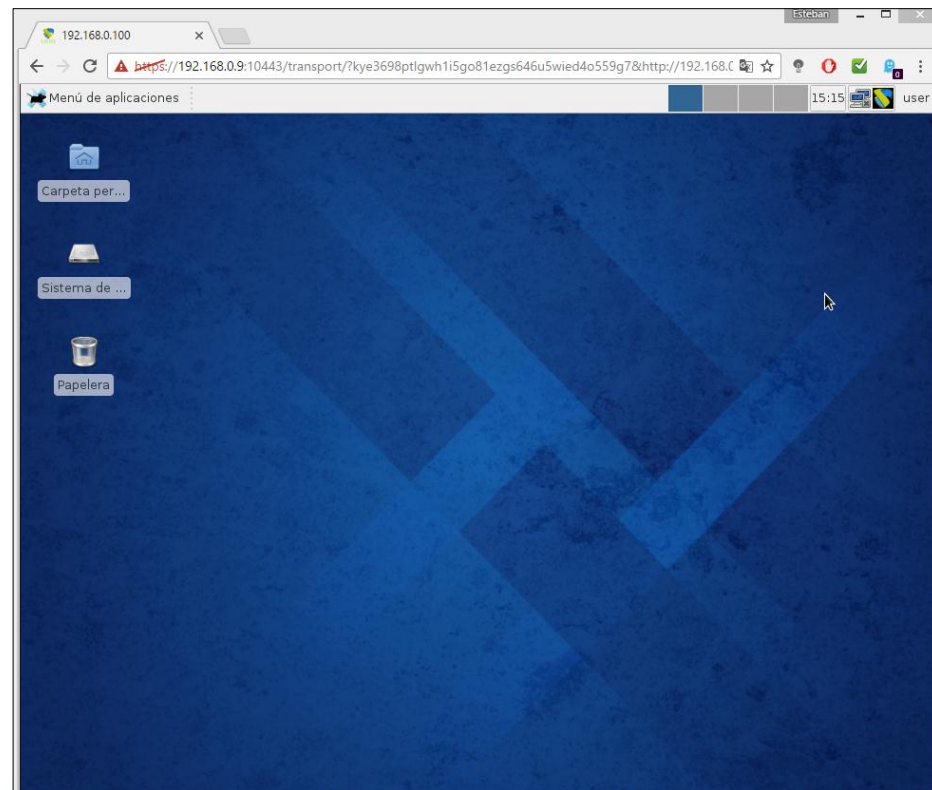 Esteban
192.168.0.100
https://192.168.0.9:10443/transport/?kye3698ptlgwh1i5go81ezgs646u5wied4o559g7&http://192.168.0
Menú de aplicaciones
15:15
user
Carpeta per...
Sistema de ...
Papelera